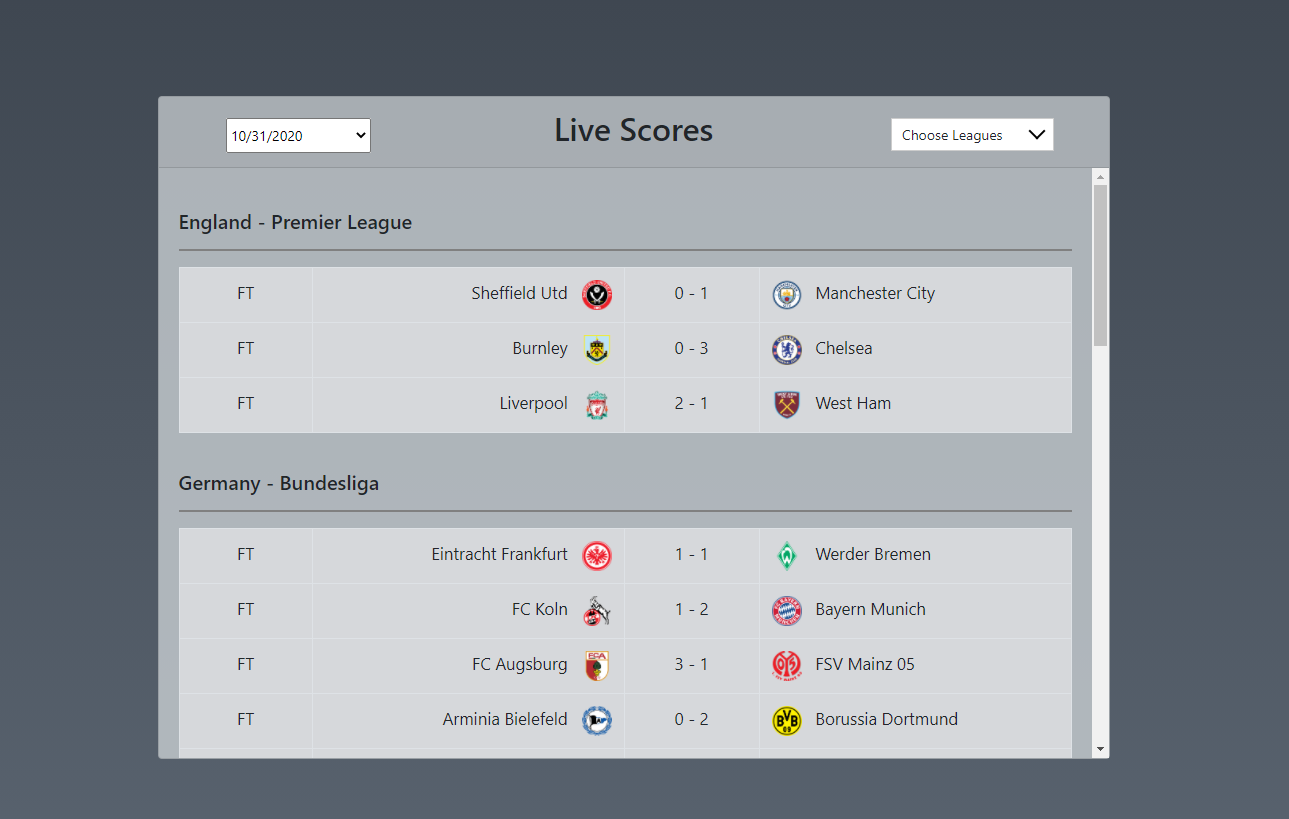 10/31/2020
Live Scores
Choose Leagues
England - Premier League
FT Sheffield Utd 0 - 1 Manchester City
FT Burnley 0 - 3 Chelsea
FT Liverpool 2 - 1 West Ham
Germany - Bundesliga
FT Eintracht Frankfurt 1 - 1 Werder Bremen
FT FC Koln 1 - 2 Bayern Munich
FT FC Augsburg 3 - 1 FSV Mainz 05
FT Arminia Bielefeld 0 - 2 Borussia Dortmund